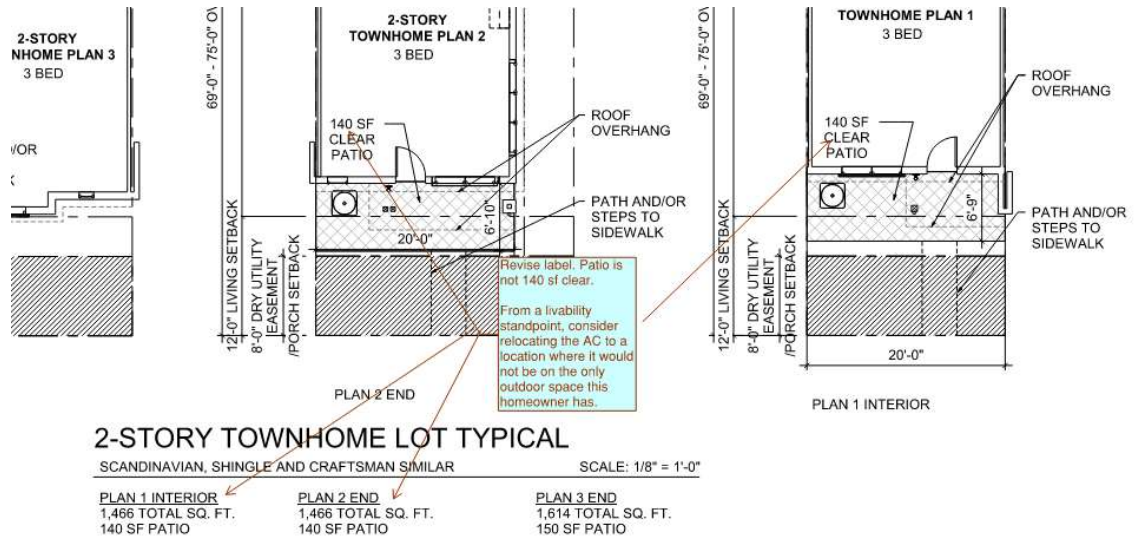 2-STORY
NHOME PLAN 3
3 BED
/OR
K
69'-0" - 75'-0" O
12'-0" LIVING SETBACK
8'-0" DRY UTILITY
EASEMENT
/PORCH SETBACK
2-STORY
TOWNHOME PLAN 2
3 BED
140 SF
CLEAR
PATIO
ROOF
OVERHANG
PATH AND/OR
STEPS TO
SIDEWALK
6'-10"
20'-0"
PLAN 2 END
Revise label. Patio is
not 140 sf clear.
From a livability
standpoint, consider
relocating the AC to a
location where it would
not be on the only
outdoor space this
homeowner has.
69'-0" - 75'-0" O
12'-0" LIVING SETBACK
8'-0" DRY UTILITY
EASEMENT
/PORCH SETBACK
TOWNHOME PLAN 1
3 BED
140 SF
CLEAR
PATIO
ROOF
OVERHANG
PATH AND/OR
STEPS TO
SIDEWALK
6'-9"
20'-0"
PLAN 1 INTERIOR
2-STORY TOWNHOME LOT TYPICAL
SCANDINAVIAN, SHINGLE AND CRAFTSMAN SIMILAR SCALE: 1/8" = 1'-0"
PLAN 1 INTERIOR
1,466 TOTAL SQ. FT.
140 SF PATIO
PLAN 2 END
1,466 TOTAL SQ. FT.
140 SF PATIO
PLAN 3 END
1,614 TOTAL SQ. FT.
150 SF PATIO